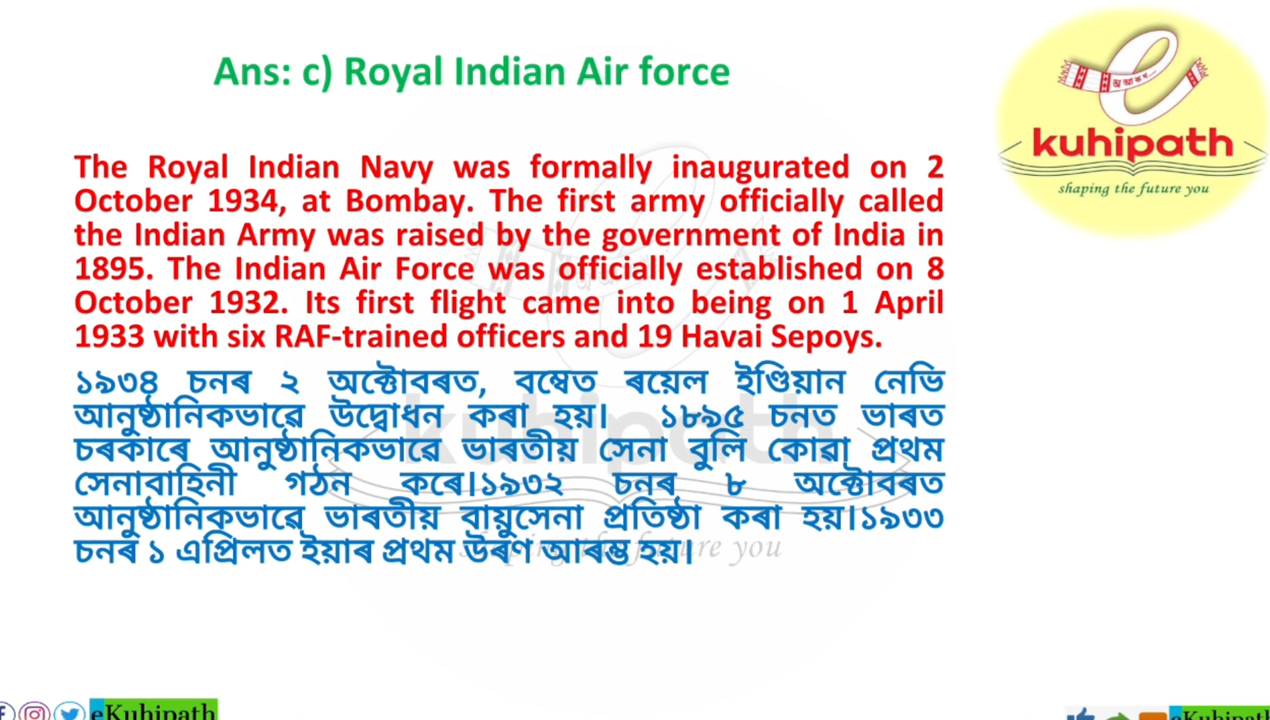 Ans: c) Royal Indian Air force
অ আ ক খ....
kuhipath
shaping the future you
The Royal Indian Navy was formally inaugurated on 2
October 1934, at Bombay. The first army officially called
the Indian Army was raised by the government of India in
1895. The Indian Air Force was officially established on 8
October 1932. Its first flight came into being on 1 April
1933 with six RAF-trained officers and 19 Havai Sepoys.
১৯৩৪ চনৰ ২ অক্টোবৰত, বম্বেত ৰয়েল ইণ্ডিয়ান নেভি
আনুষ্ঠানিকভাৱে উদ্বোধন কৰা হয়। ১৮৯৫ চনত ভাৰত
চৰকাৰে আনুষ্ঠানিকভাৱে ভাৰতীয় সেনা বুলি কোৱা প্ৰথম
সেনাবাহিনী গঠন কৰে।১৯৩২ চনৰ ৮ অক্টোবৰত
আনুষ্ঠানিকভাৱে ভাৰতীয় বায়ুসেনা প্ৰতিষ্ঠা কৰা হয়।১৯৩৩
চনৰ ১ এপ্ৰিলত ইয়াৰ প্ৰথম উৰণ আৰম্ভ হয়।
kuhipath
shaping the future you
eKuhipath
eKuhipath